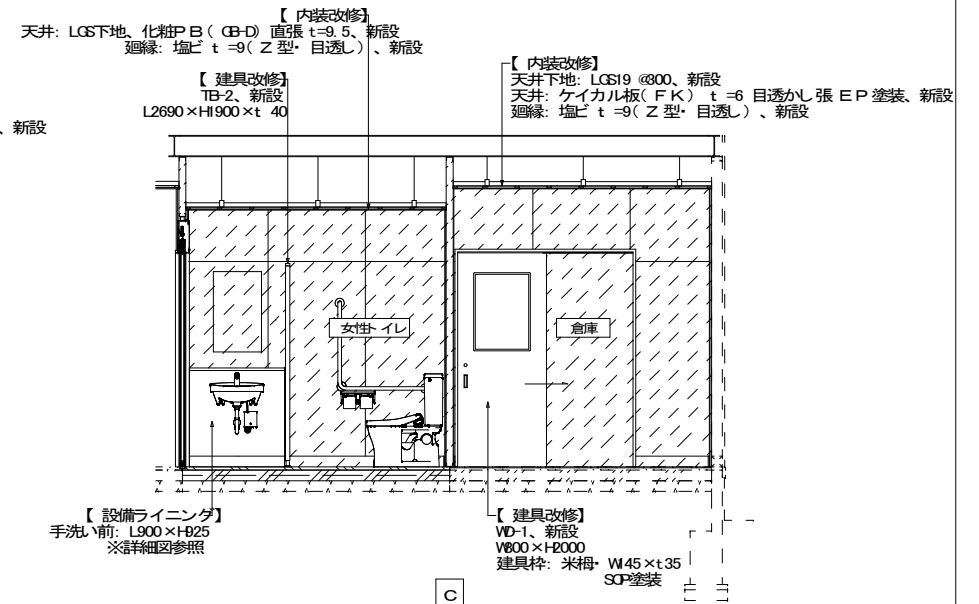 【内装改修】
天井：LGS下地、化粧PB（GB-D）直張 t=9.5、新設
廻縁：塩ビ t=9（Z型・目透し）、新設
【建具改修】
TB-2、新設
L2690×H1900×t 40
、新設
【内装改修】
天井下地：LGS19 @300、新設
天井：ケイカル板（FK） t=6 目透かし張 EP塗装、新設
廻縁：塩ビ t=9（Z型・目透し）、新設
女性トイレ
倉庫
【設備ライニング】
手洗い前：L900×H925
※詳細図参照
【建具改修】
WD-1、新設
W800×H2000
建具枠：米栂・W145×t35
SOP塗装
C